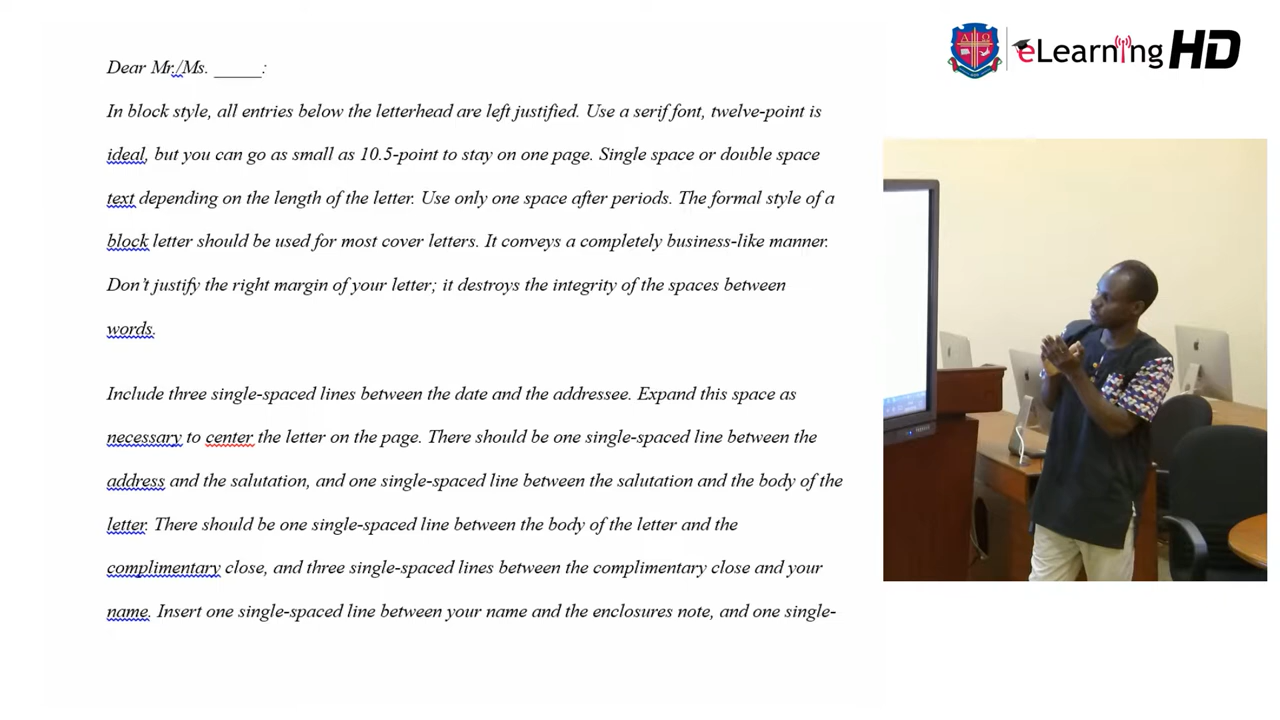 eLearning HD
Α Ω
Dear Mr./Ms. _____:
In block style, all entries below the letterhead are left justified. Use a serif font, twelve-point is
ideal, but you can go as small as 10.5-point to stay on one page. Single space or double space
text depending on the length of the letter. Use only one space after periods. The formal style of a
block letter should be used for most cover letters. It conveys a completely business-like manner.
Don’t justify the right margin of your letter; it destroys the integrity of the spaces between
words.
Include three single-spaced lines between the date and the addressee. Expand this space as
necessary to center the letter on the page. There should be one single-spaced line between the
address and the salutation, and one single-spaced line between the salutation and the body of the
letter. There should be one single-spaced line between the body of the letter and the
complimentary close, and three single-spaced lines between the complimentary close and your
name. Insert one single-spaced line between your name and the enclosures note, and one single-